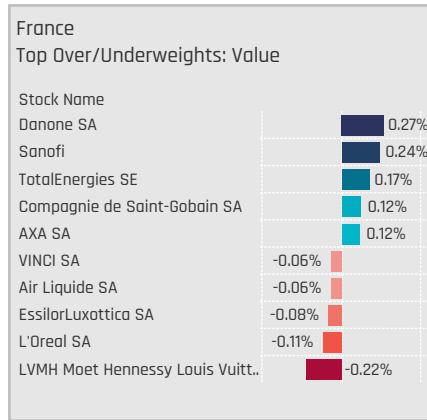 France
Top Over/Underweights: Value
Stock Name
Danone SA 0.27%
Sanofi 0.24%
TotalEnergies SE 0.17%
Compagnie de Saint-Gobain SA 0.12%
AXA SA 0.12%
VINCI SA -0.06%
Air Liquide SA -0.06%
EssilorLuxottica SA -0.08%
L'Oreal SA -0.11%
LVMH Moet Hennessy Louis Vuitt.. -0.22%